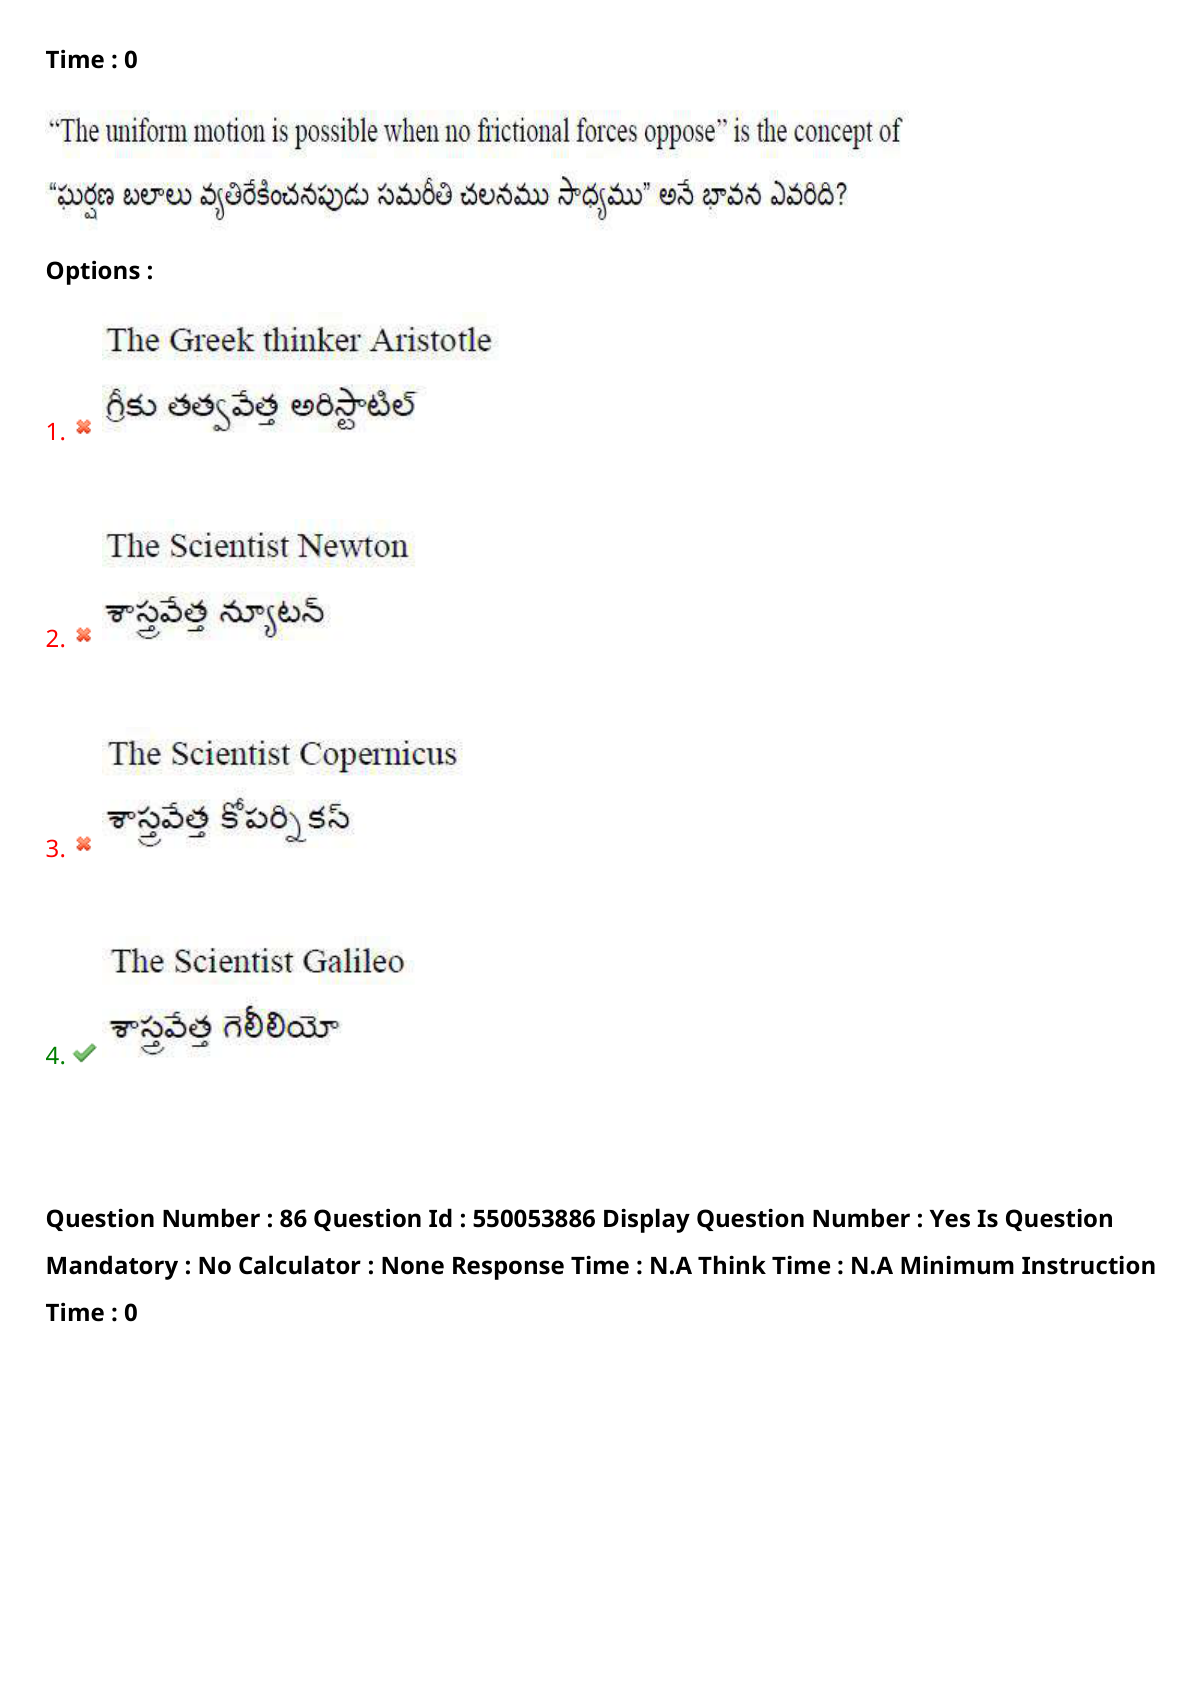 Time : 0
“The uniform motion is possible when no frictional forces oppose” is the concept of
“ఘర్షణ బలాలు వ్యతిరేకించనపుడు సమరీతి చలనము సాధ్యము” అనే భావన ఎవరిది?
Options :
The Greek thinker Aristotle
గ్రీకు తత్వవేత్త అరిస్టాటిల్
1.
The Scientist Newton
శాస్త్రవేత్త న్యూటన్
2.
The Scientist Copernicus
శాస్త్రవేత్త కోపర్నికస్
3.
The Scientist Galileo
శాస్త్రవేత్త గెలీలియో
4.
Question Number : 86 Question Id : 550053886 Display Question Number : Yes Is Question
Mandatory : No Calculator : None Response Time : N.A Think Time : N.A Minimum Instruction
Time : 0